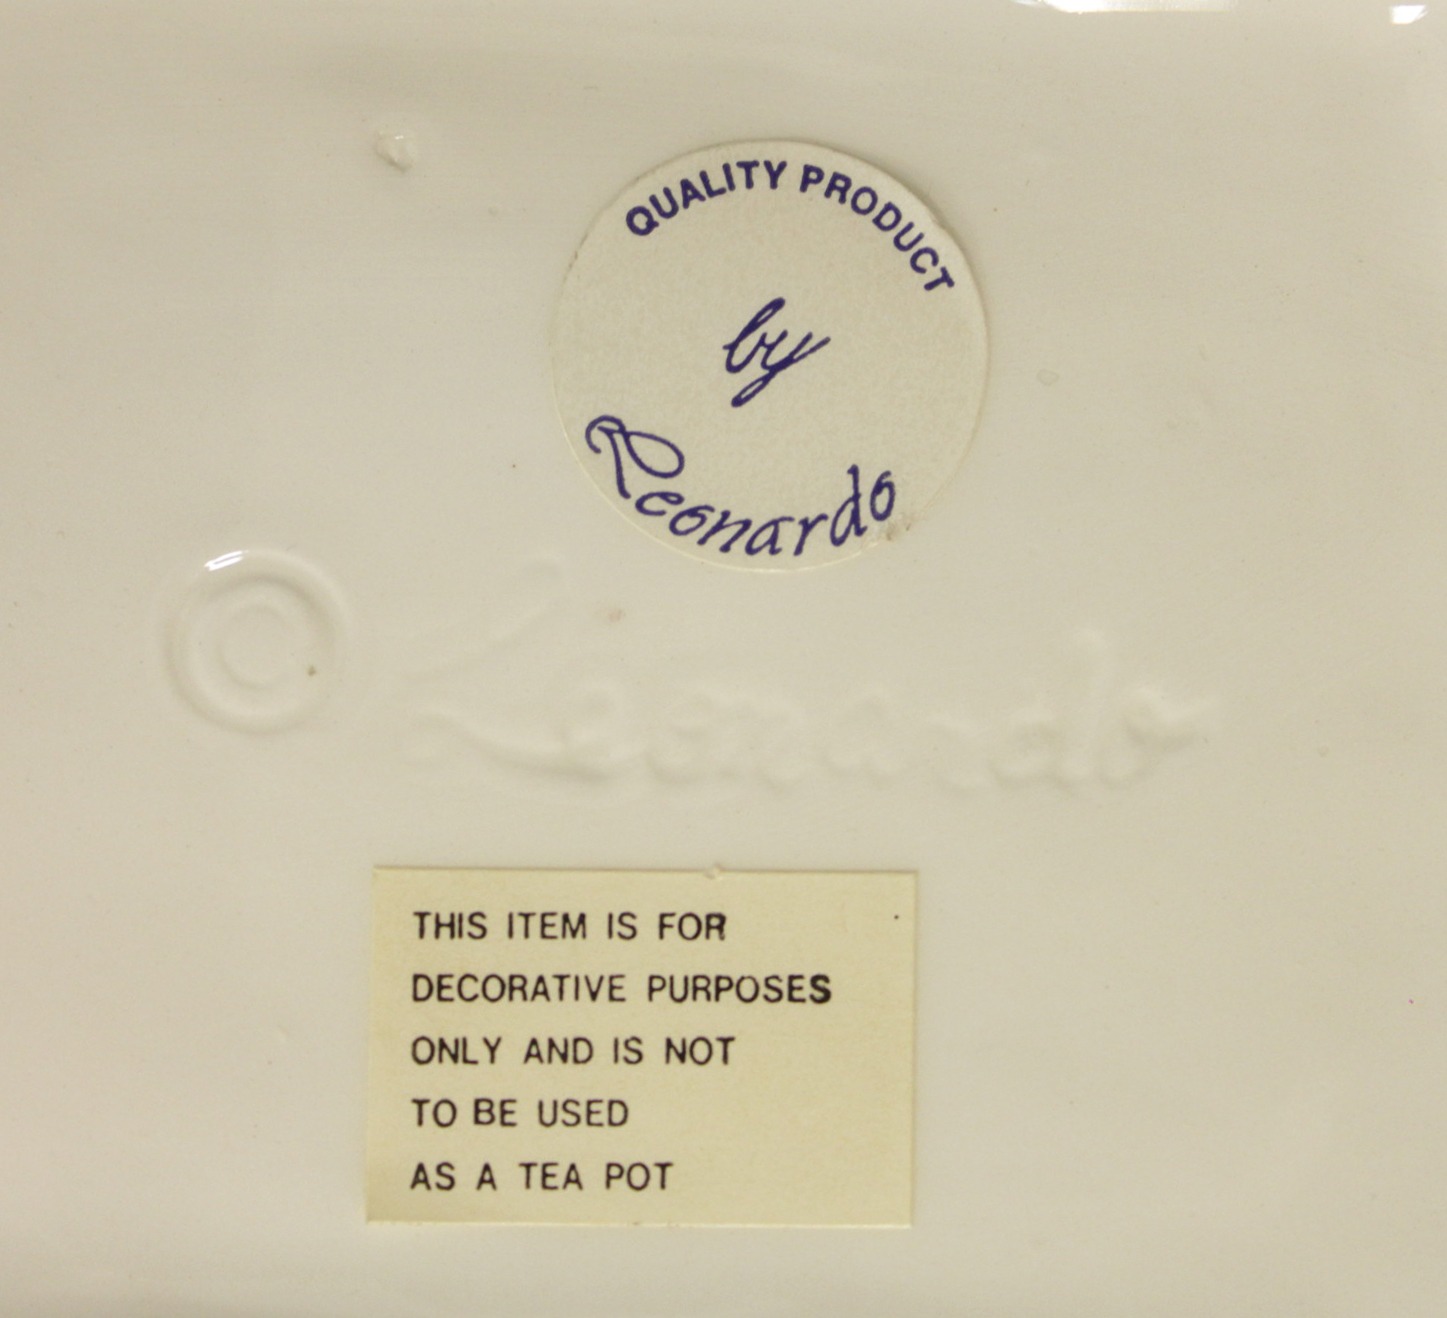 QUALITY PRODUCT
by
Leonardo
© Leonardo
THIS ITEM IS FOR
DECORATIVE PURPOSES
ONLY AND IS NOT
TO BE USED
AS A TEA POT